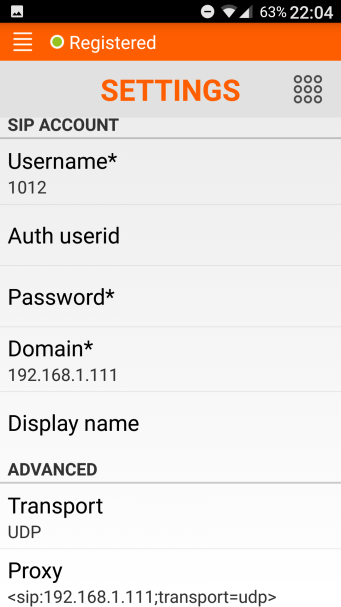 63% 22:04
Registered
SETTINGS
SIP ACCOUNT
Username*
1012
Auth userid
Password*
Domain*
192.168.1.111
Display name
ADVANCED
Transport
UDP
Proxy
<sip:192.168.1.111;transport=udp>